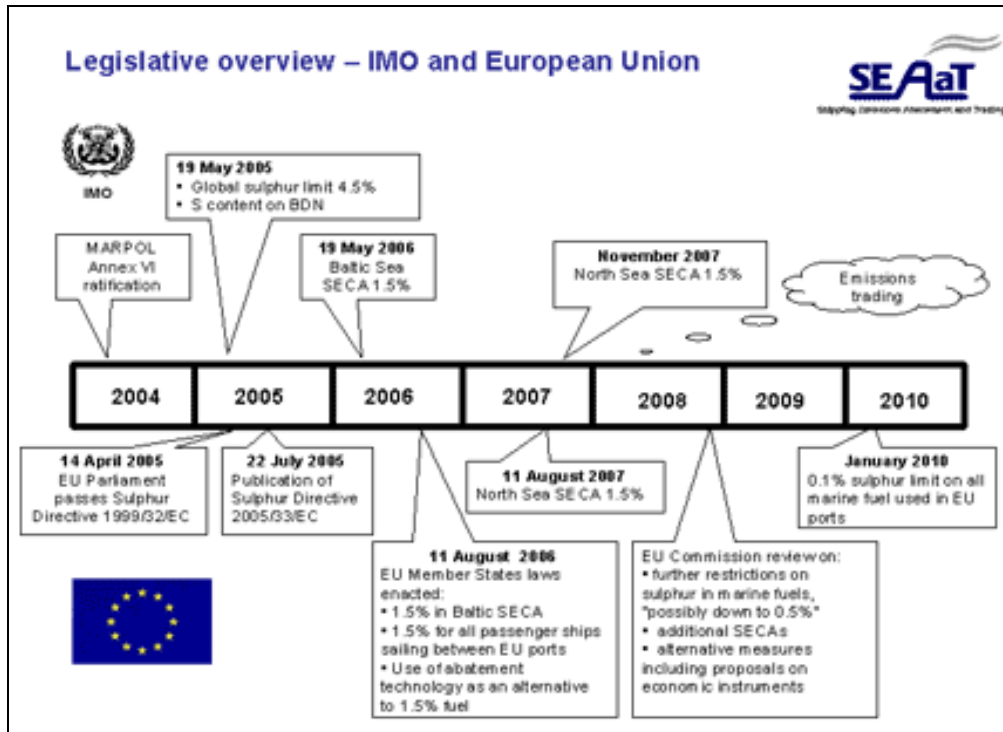 Legislative overview – IMO and European Union
SEAaT
Shipping Emissions Abatement and Trading
IMO
19 May 2005
▪ Global sulphur limit 4.5%
▪ S content on BDN
MARPOL
Annex VI
ratification
19 May 2006
Baltic Sea
SECA 1.5%
November 2007
North Sea SECA 1.5%
Emissions
trading
2004
2005
2006
2007
2008
2009
2010
14 April 2005
EU Parliament
passes Sulphur
Directive 1999/32/EC
22 July 2005
Publication of
Sulphur Directive
2005/33/EC
11 August 2007
North Sea SECA 1.5%
January 2010
0.1% sulphur limit on all
marine fuel used in EU
ports
11 August 2006
EU Member States laws
enacted:
▪ 1.5% in Baltic SECA
▪ 1.5% for all passenger ships
sailing between EU ports
▪ Use of abatement
technology as an alternative
to 1.5% fuel
EU Commission review on:
▪ further restrictions on
sulphur in marine fuels,
"possibly down to 0.5%"
▪ additional SECAs
▪ alternative measures
including proposals on
economic instruments